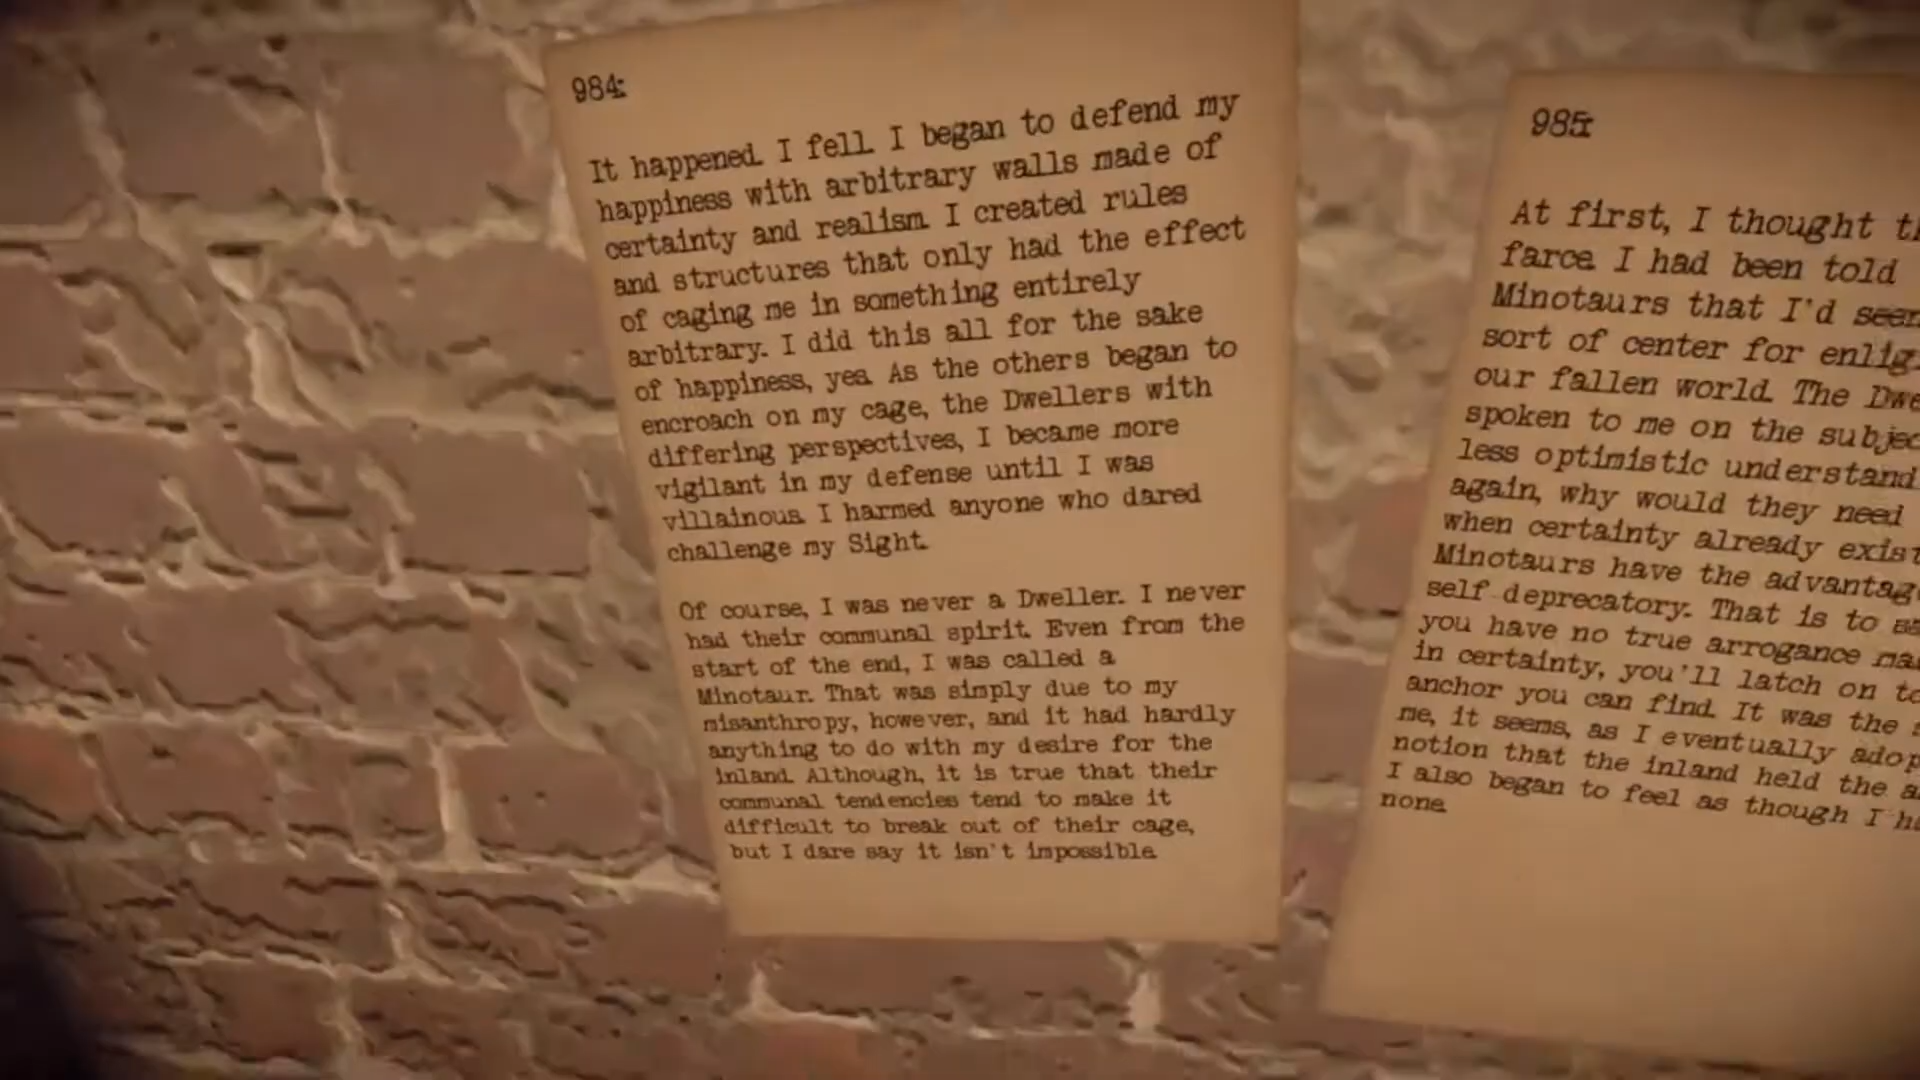 984:
It happened. I fell. I began to defend my
happiness with arbitrary walls made of
certainty and realism. I created rules
and structures that only had the effect
of caging me in something entirely
arbitrary. I did this all for the sake
of happiness, yes. As the others began to
encroach on my cage, the Dwellers with
differing perspectives, I became more
vigilant in my defense until I was
villainous. I harmed anyone who dared
challenge my Sight.
Of course, I was never a Dweller. I never
had their communal spirit. Even from the
start of the end, I was called a
Minotaur. That was simply due to my
misanthropy, however, and it had hardly
anything to do with my desire for the
inland. Although, it is true that their
communal tendencies tend to make it
difficult to break out of their cage,
but I dare say it isn't impossible.
985:
At first, I thought
farce. I had been told
Minotaurs that I'd
sort of center for
our fallen world. The
spoken to me on the
less optimistic
again, why would they need
when certainty already
Minotaurs have the
self deprecatory. That is to
you have no true arrogance
in certainty, you'll latch on
anchor you can find. It was the
me, it seems, as I eventually
notion that the inland held the
I also began to feel as though I
none.